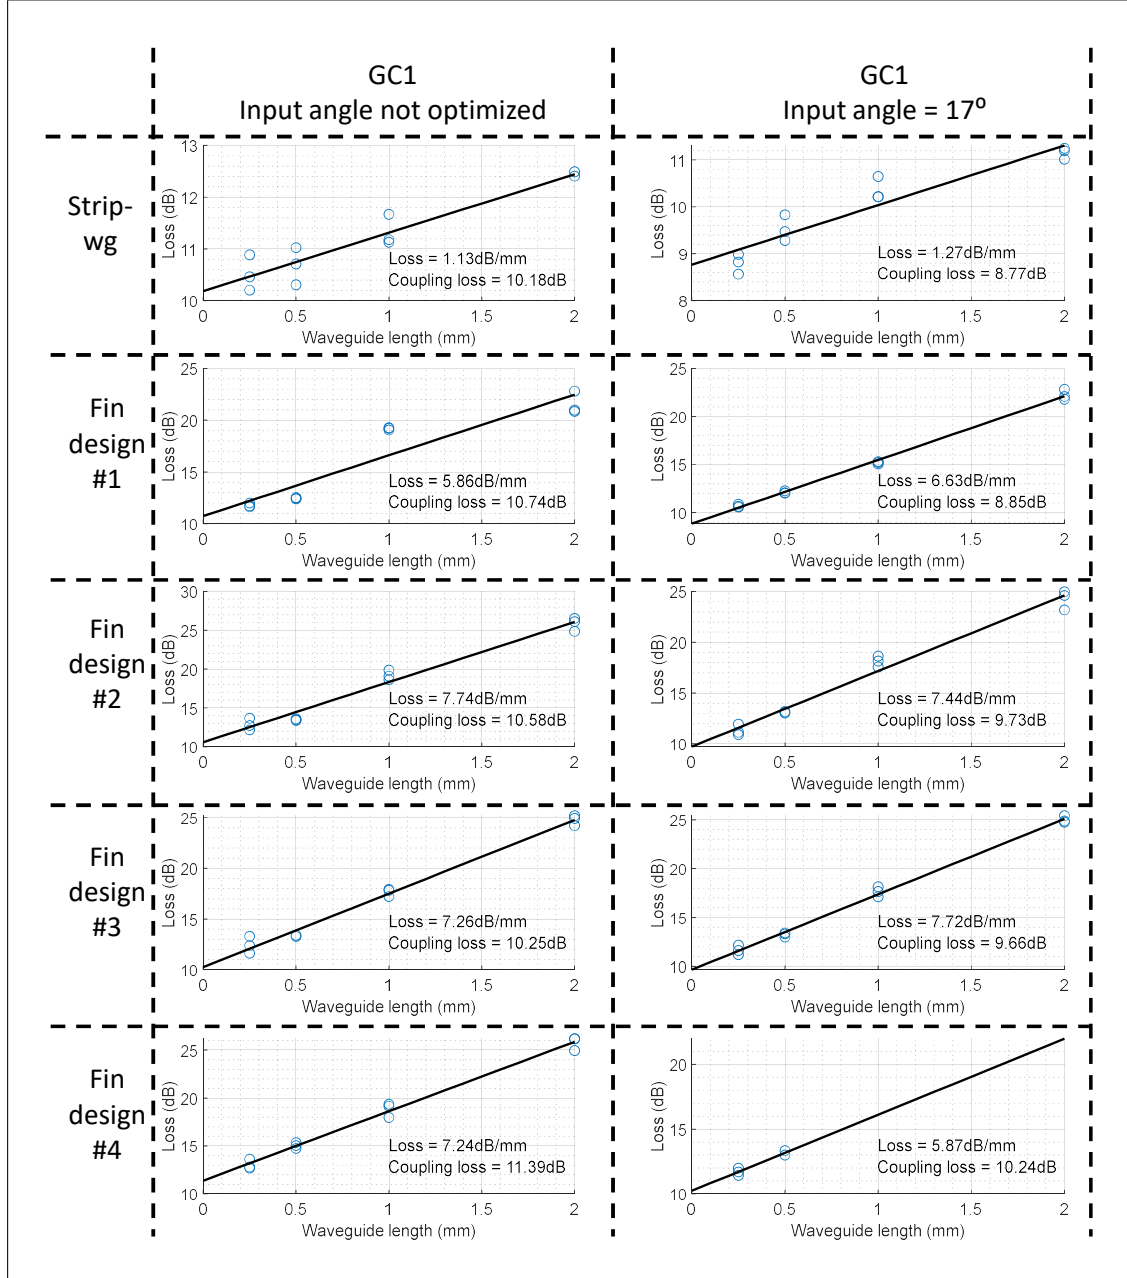 GC1
Input angle not optimized
GC1
Input angle = 17⁰
Strip-
wg
13
12
11
10
Loss (dB)
Loss = 1.13dB/mm
Coupling loss = 10.18dB
0 0.5 1 1.5 2
Waveguide length (mm)
11
10
9
8
Loss (dB)
Loss = 1.27dB/mm
Coupling loss = 8.77dB
0 0.5 1 1.5 2
Waveguide length (mm)
Fin
design
#1
25
20
15
10
Loss (dB)
Loss = 5.86dB/mm
Coupling loss = 10.74dB
0 0.5 1 1.5 2
Waveguide length (mm)
25
20
15
10
Loss (dB)
Loss = 6.63dB/mm
Coupling loss = 8.85dB
0 0.5 1 1.5 2
Waveguide length (mm)
Fin
design
#2
30
25
20
15
10
Loss (dB)
Loss = 7.74dB/mm
Coupling loss = 10.58dB
0 0.5 1 1.5 2
Waveguide length (mm)
25
20
15
10
Loss (dB)
Loss = 7.44dB/mm
Coupling loss = 9.73dB
0 0.5 1 1.5 2
Waveguide length (mm)
Fin
design
#3
25
20
15
10
Loss (dB)
Loss = 7.26dB/mm
Coupling loss = 10.25dB
0 0.5 1 1.5 2
Waveguide length (mm)
25
20
15
10
Loss (dB)
Loss = 7.72dB/mm
Coupling loss = 9.66dB
0 0.5 1 1.5 2
Waveguide length (mm)
Fin
design
#4
25
20
15
10
Loss (dB)
Loss = 7.24dB/mm
Coupling loss = 11.39dB
0 0.5 1 1.5 2
Waveguide length (mm)
20
15
10
Loss (dB)
Loss = 5.87dB/mm
Coupling loss = 10.24dB
0 0.5 1 1.5 2
Waveguide length (mm)